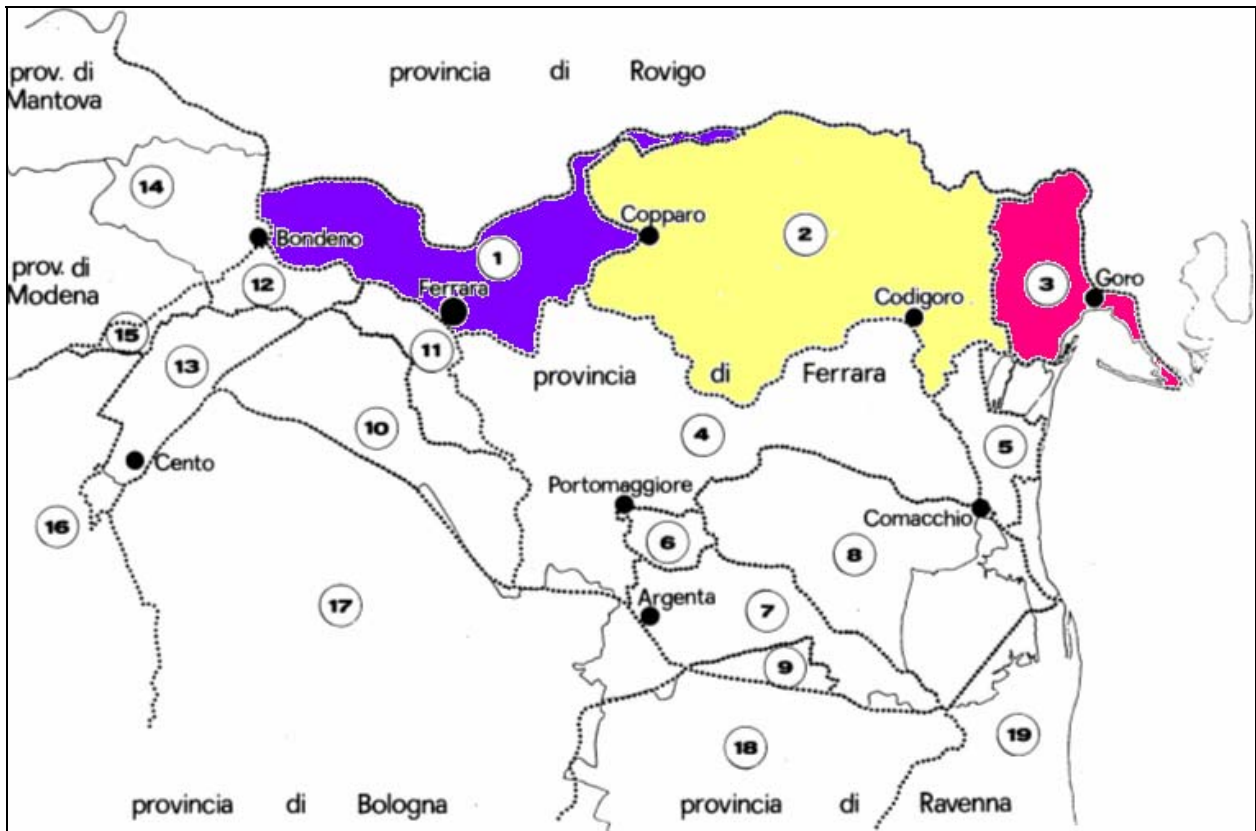 prov. di
Mantova
provincia di Rovigo
14
Copparo
Bondeno
2
1
prov. di
Modena
12
Ferrara
3
Goro
Codigoro
15
13
11
provincia di Ferrara
10
4
5
Cento
Portomaggiore
Comacchio
16
6
8
17
Argenta
7
9
18
19
provincia di Bologna
provincia di Ravenna